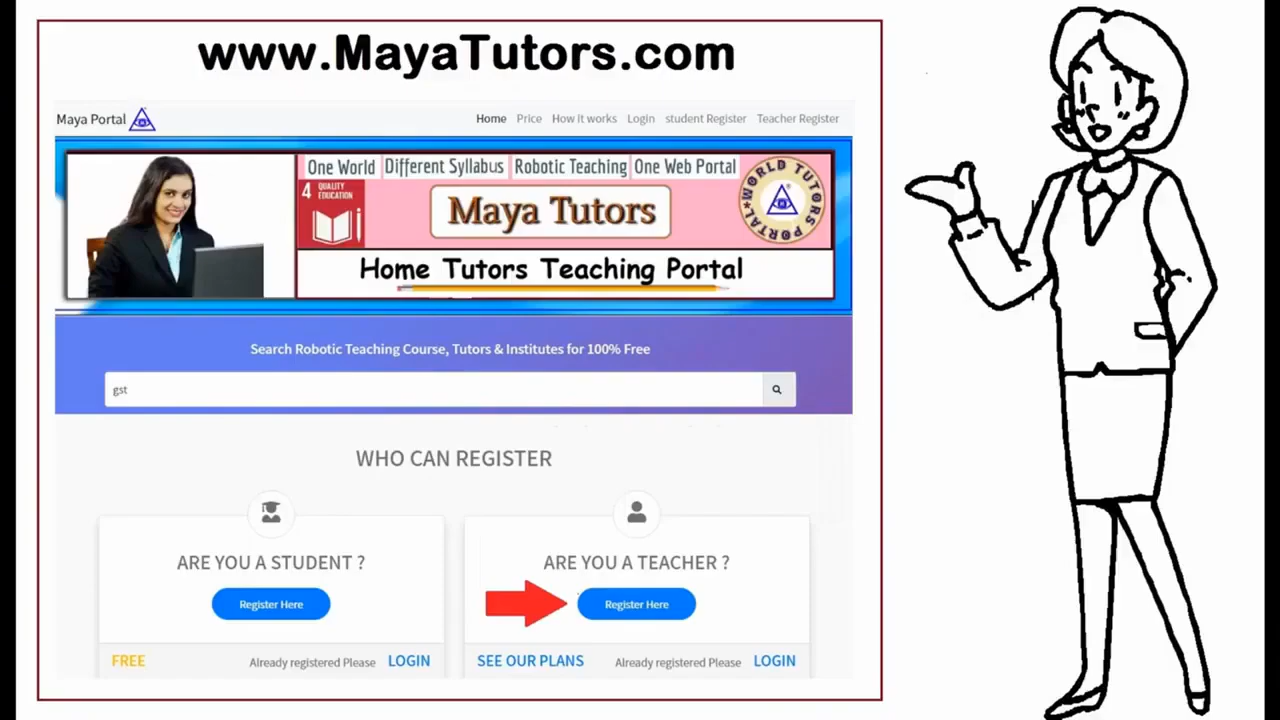 www.MayaTutors.com
Maya Portal
Home Price How it works Login student Register Teacher Register
One World Different Syllabus Robotic Teaching One Web Portal
4 QUALITY
EDUCATION
Maya Tutors
WORLD TUTORS PORTAL
Home Tutors Teaching Portal
Search Robotic Teaching Course, Tutors & Institutes for 100% Free
gst
WHO CAN REGISTER
ARE YOU A STUDENT ?
Register Here
FREE Already registered Please LOGIN
ARE YOU A TEACHER ?
Register Here
SEE OUR PLANS Already registered Please LOGIN